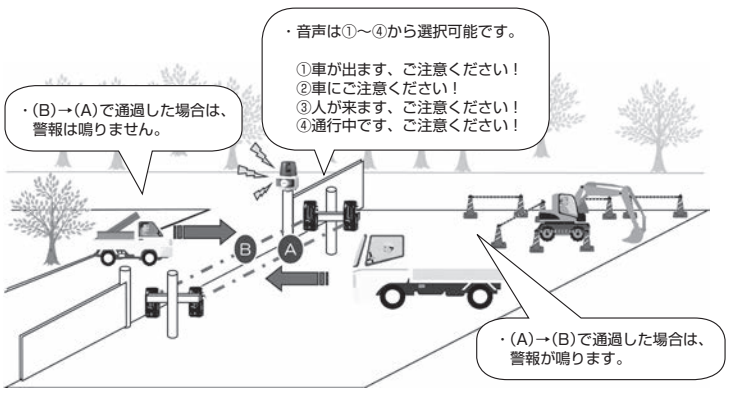 ・音声は①～④から選択可能です。
①車が出ます、ご注意ください！
②車にご注意ください！
③人が来ます、ご注意ください！
④通行中です、ご注意ください！
・(B)→(A)で通過した場合は、
警報は鳴りません。
B
A
・(A)→(B)で通過した場合は、
警報が鳴ります。